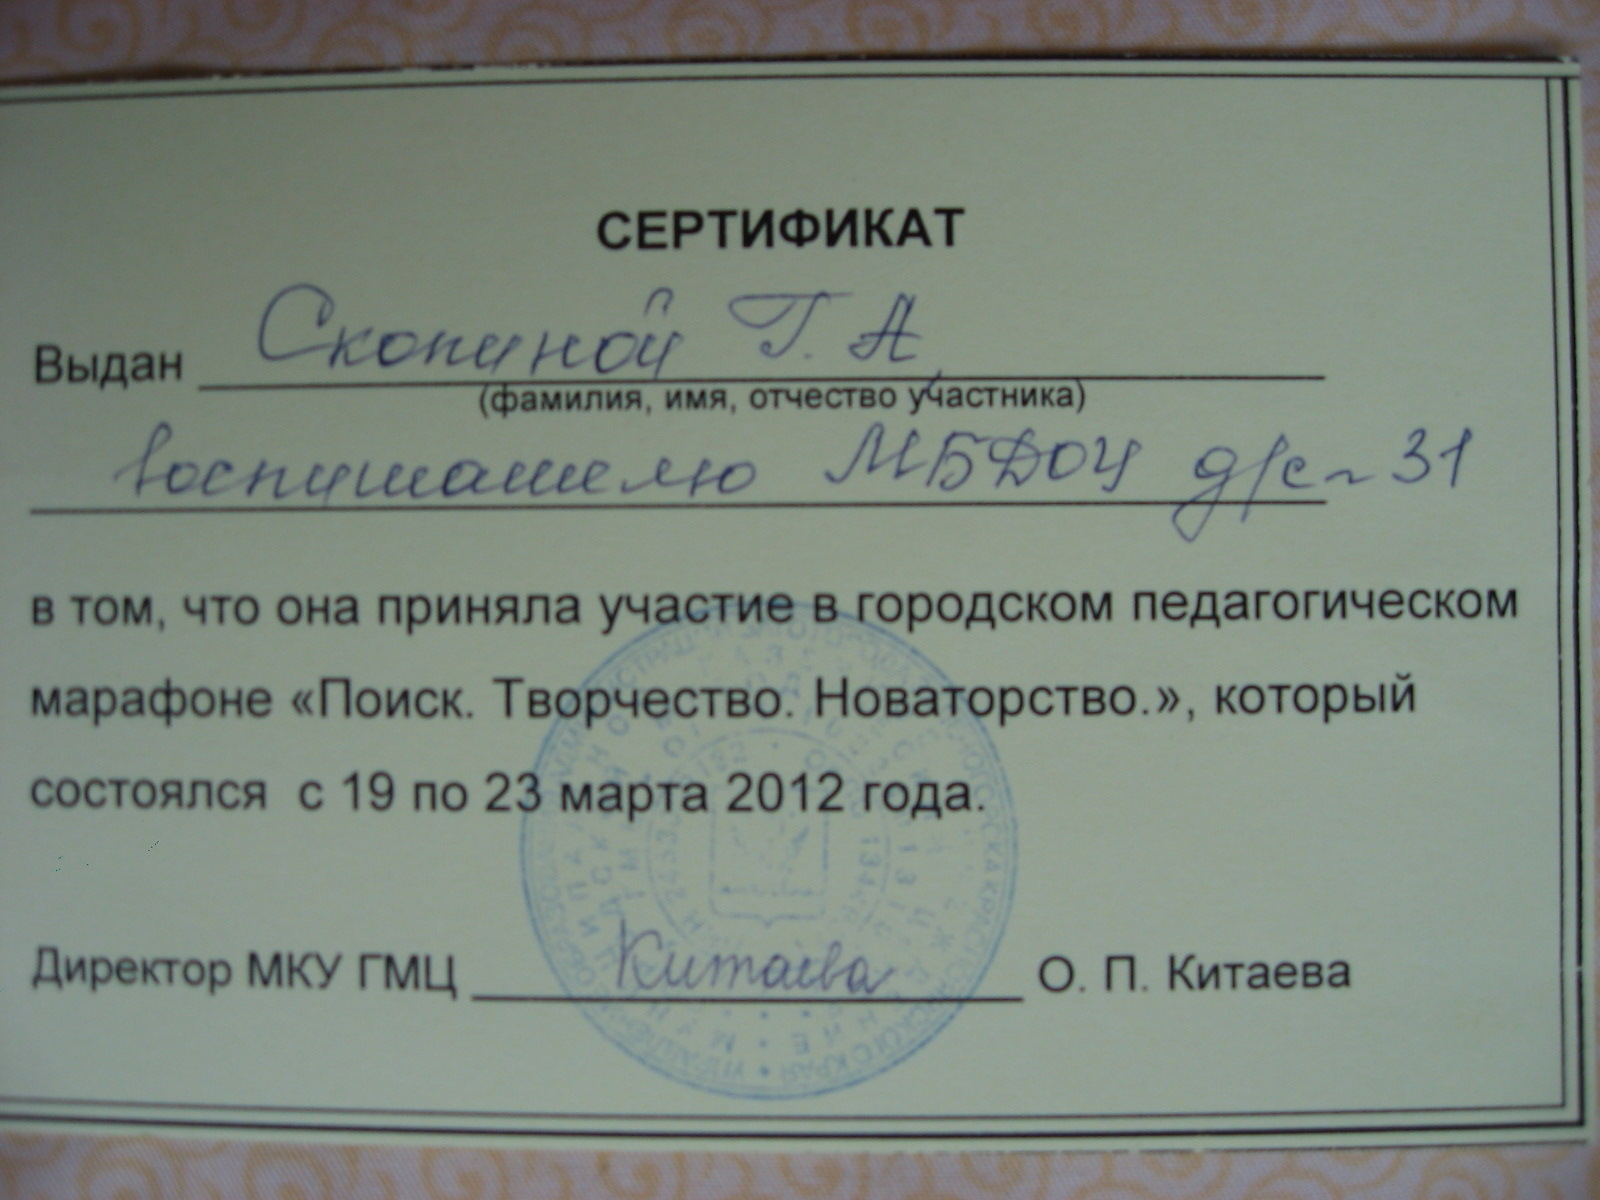 СЕРТИФИКАТ
Выдан Скопиной Г. А,
(фамилия, имя, отчество участника)
воспитателю МБДОУ д/с ~ 31
в том, что она приняла участие в городском педагогическом
марафоне «Поиск. Творчество. Новаторство.», который
состоялся с 19 по 23 марта 2012 года.
Директор МКУ ГМЦ Китаева О. П. Китаева